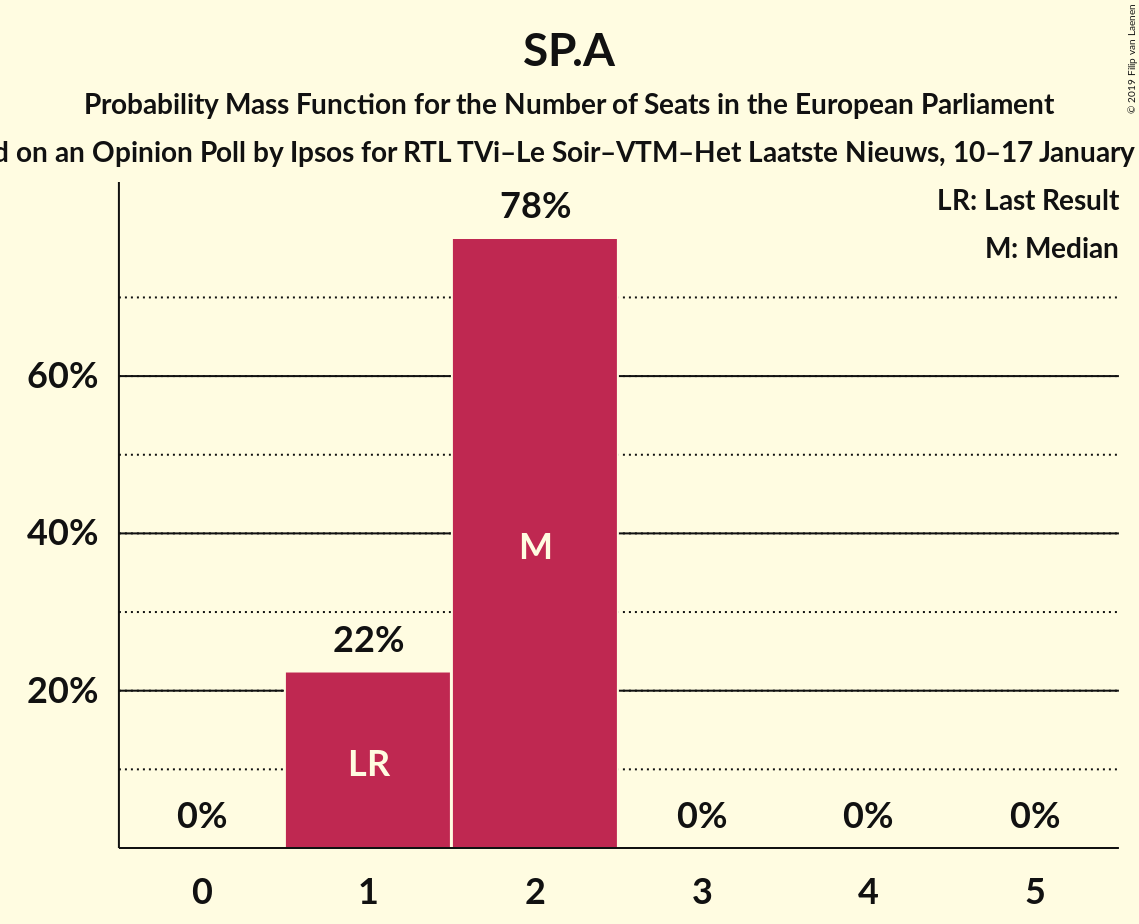 SP.A
Probability Mass Function for the Number of Seats in the European Parliament
on an Opinion Poll by Ipsos for RTL TVi–Le Soir–VTM–Het Laatste Nieuws, 10–17 January
© 2019 Filip van Laenen
LR: Last Result
M: Median
78%
60%
M
40%
22%
20%
LR
0%
0%
0%
0%
0
1
2
3
4
5